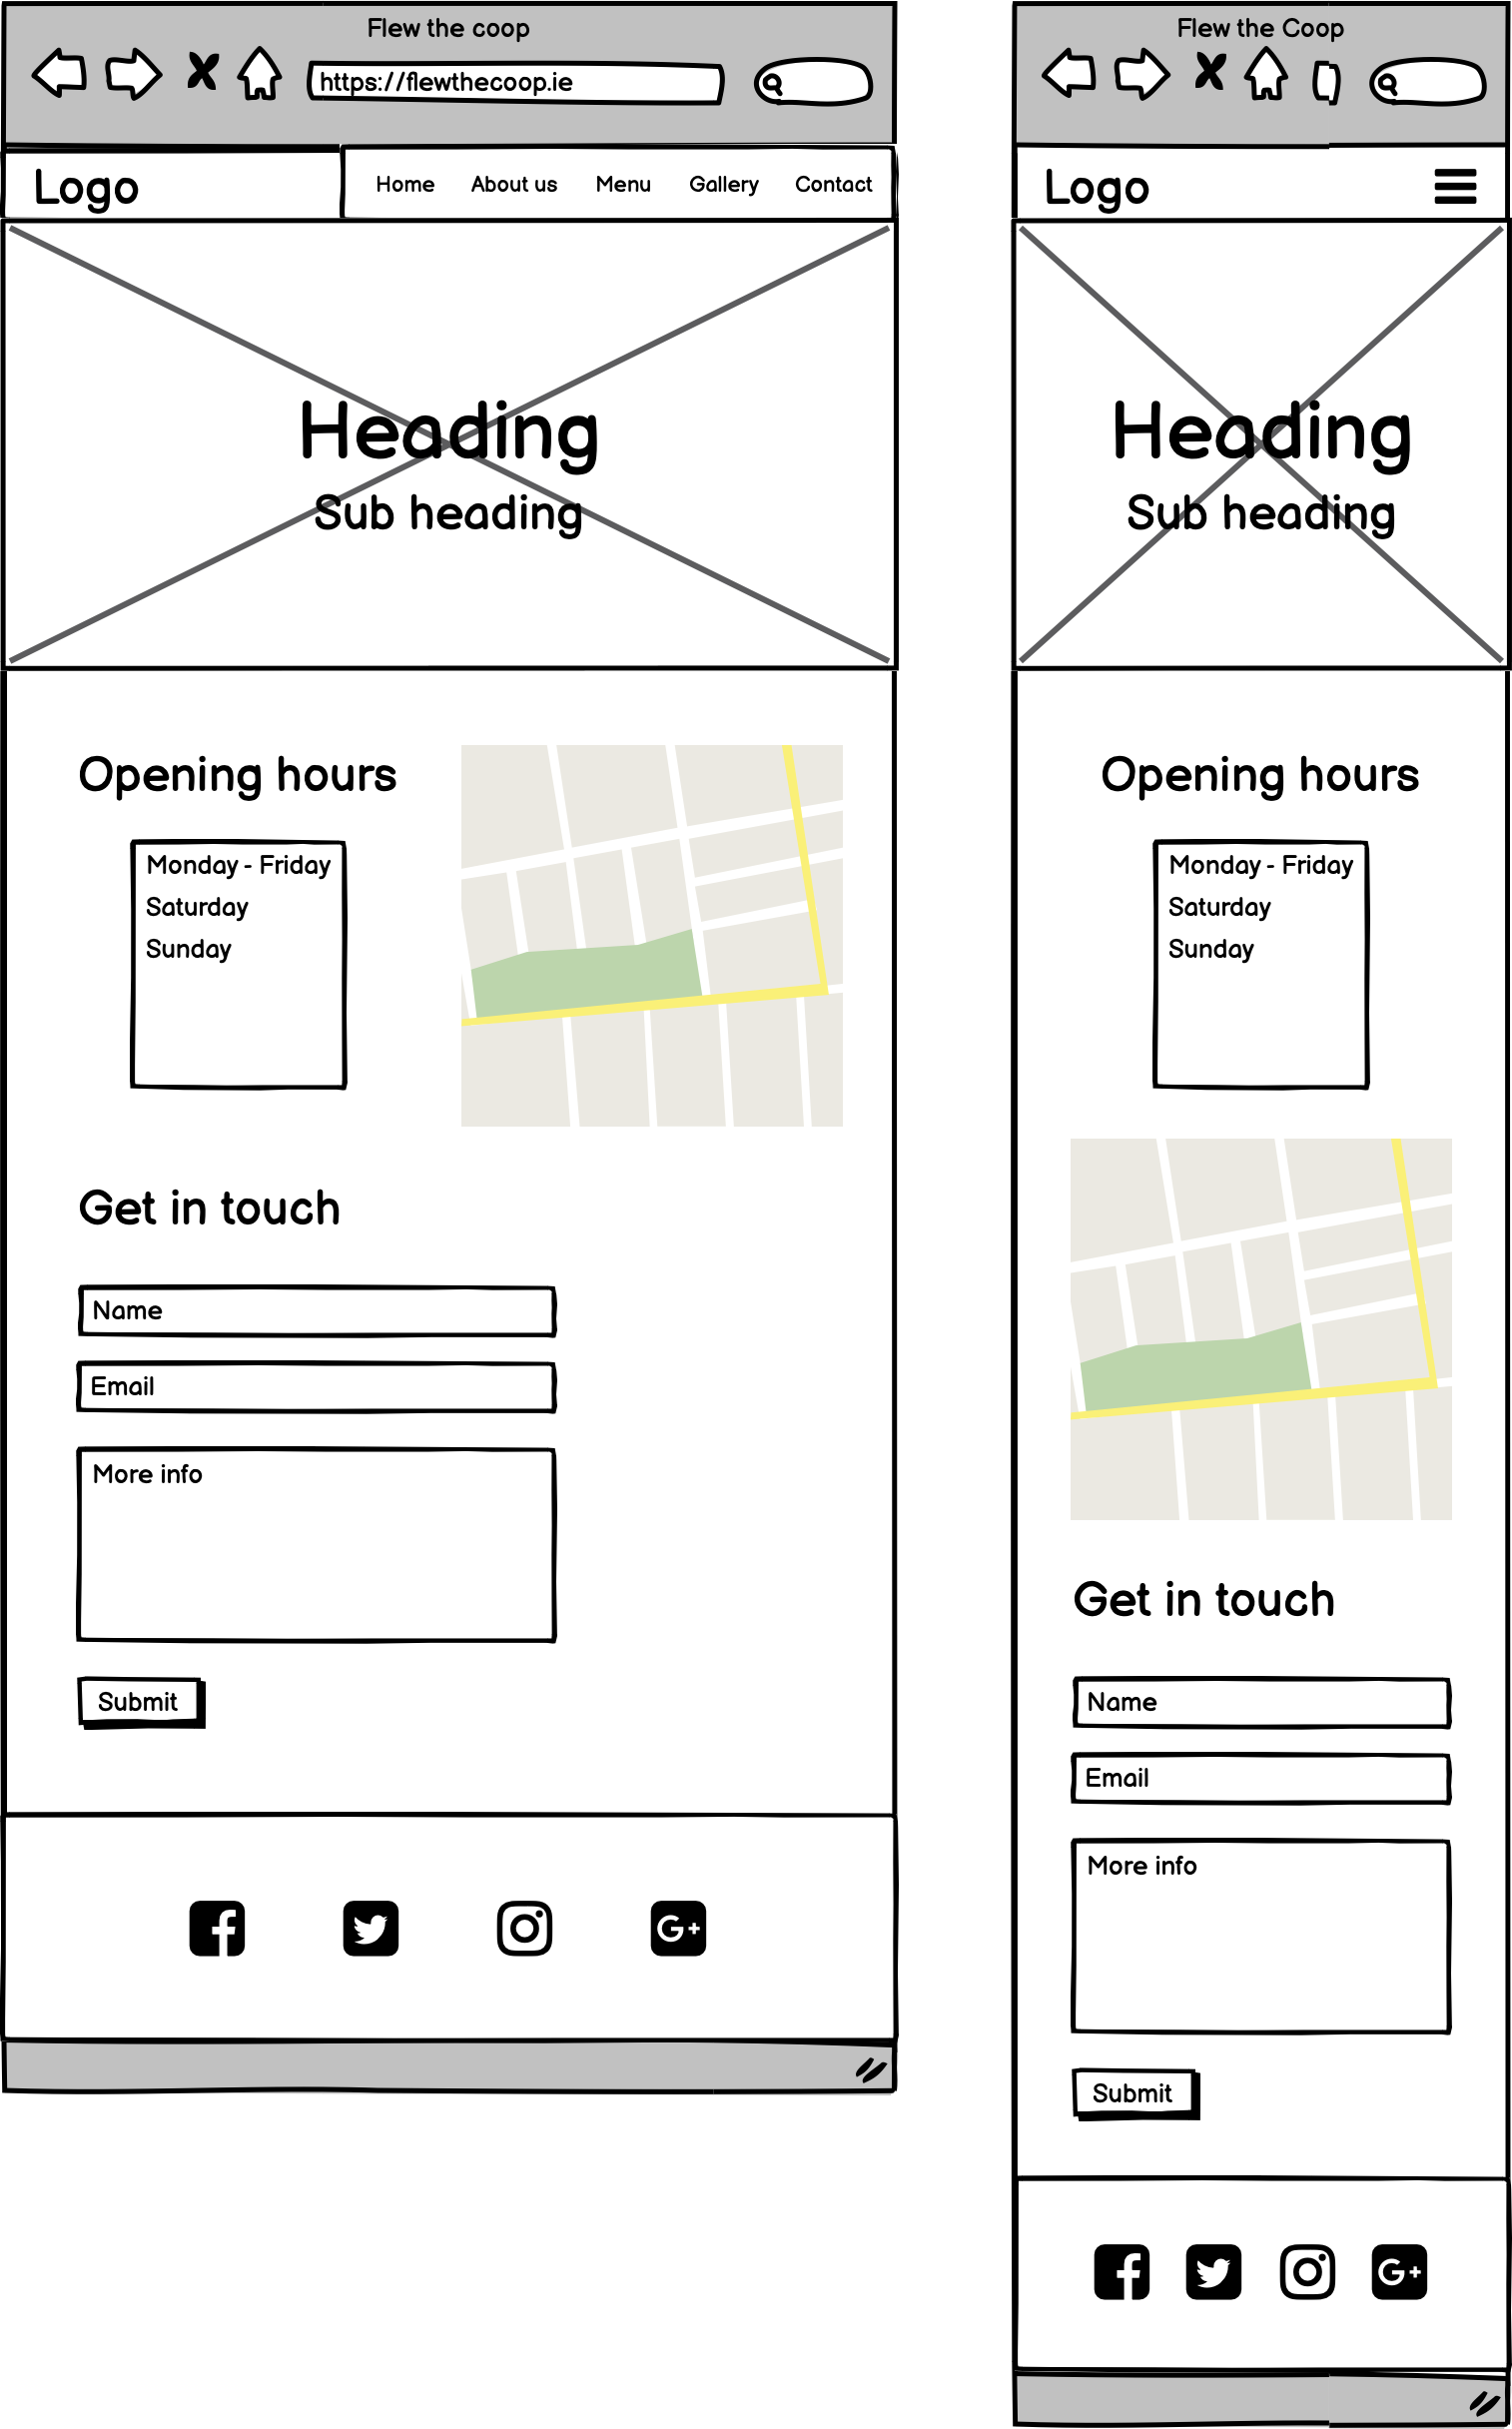 Flew the coop
https://flewthecoop.ie
Logo
Home About us Menu Gallery Contact
Heading
Sub heading
Opening hours
Monday - Friday
Saturday
Sunday
Get in touch
Name
Email
More info
Submit
G+
Flew the Coop
Logo
Heading
Sub heading
Opening hours
Monday - Friday
Saturday
Sunday
Get in touch
Name
Email
More info
Submit
G+